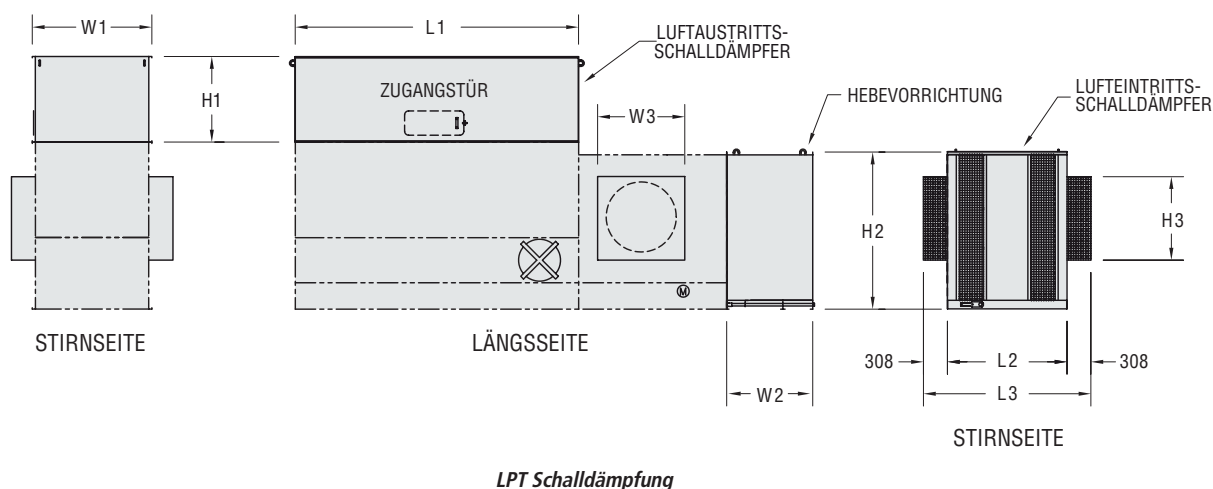 W1
L1
H1
LUFTAUSTRITTS-
SCHALLDÄMPFER
ZUGANGSTÜR
W3
HEBEVORRICHTUNG
LUFTEINTRITTS-
SCHALLDÄMPFER
H2
H3
M
STIRNSEITE
LÄNGSSEITE
308
L2
308
W2
L3
STIRNSEITE
LPT Schalldämpfung